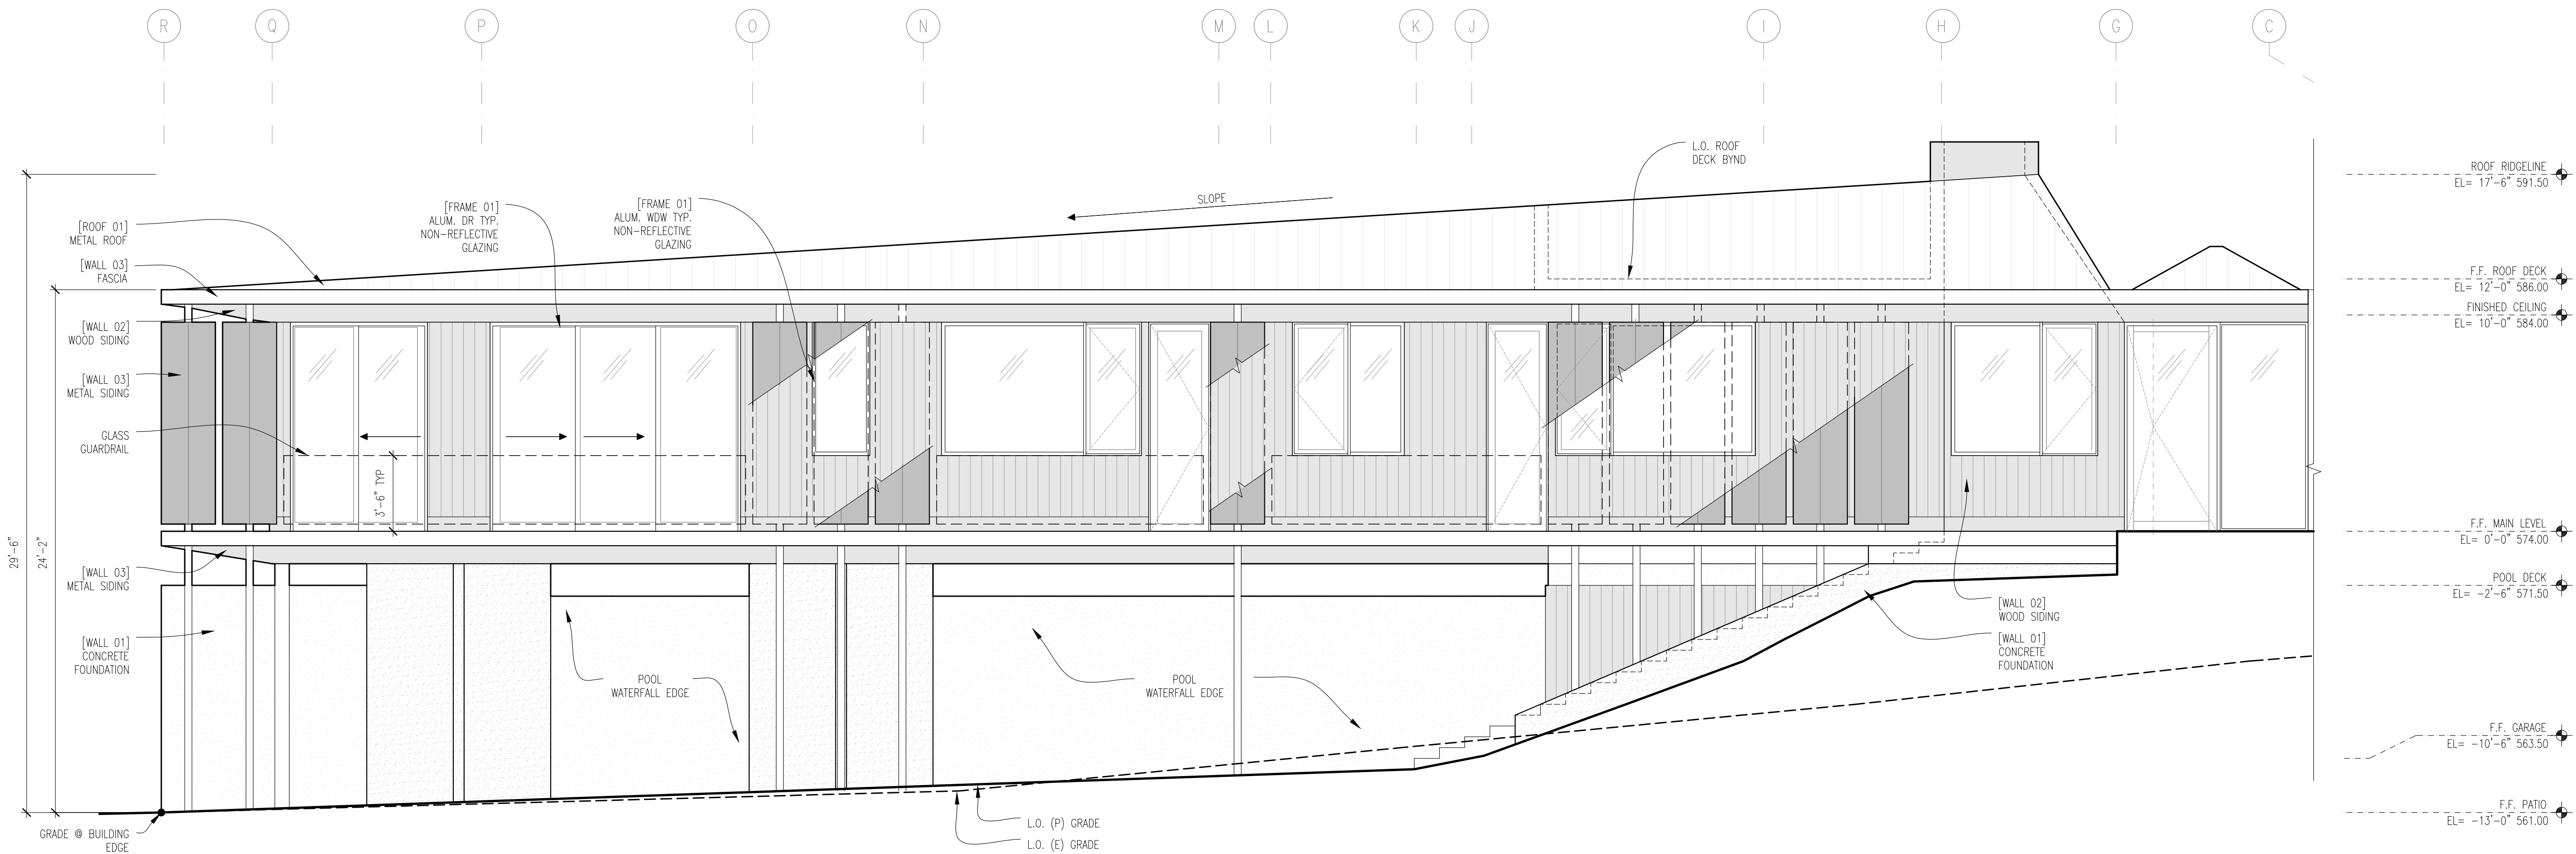 R
Q
P
O
N
M
L
K
J
I
H
G
C
L.O. ROOF
DECK BYND
SLOPE
[FRAME 01]
ALUM. DR TYP.
NON-REFLECTIVE
GLAZING
[FRAME 01]
ALUM. WDW TYP.
NON-REFLECTIVE
GLAZING
[ROOF 01]
METAL ROOF
[WALL 03]
FASCIA
[WALL 02]
WOOD SIDING
[WALL 03]
METAL SIDING
GLASS
GUARDRAIL
3'-6" TYP
29'-6"
24'-2"
[WALL 03]
METAL SIDING
[WALL 01]
CONCRETE
FOUNDATION
GRADE @ BUILDING
EDGE
POOL
WATERFALL EDGE
POOL
WATERFALL EDGE
L.O. (P) GRADE
L.O. (E) GRADE
[WALL 02]
WOOD SIDING
[WALL 01]
CONCRETE
FOUNDATION
ROOF RIDGELINE
EL= 17'-6" 591.50
F.F. ROOF DECK
EL= 12'-0" 586.00
FINISHED CEILING
EL= 10'-0" 584.00
F.F. MAIN LEVEL
EL= 0'-0" 574.00
POOL DECK
EL= -2'-6" 571.50
F.F. GARAGE
EL= -10'-6" 563.50
F.F. PATIO
EL= -13'-0" 561.00